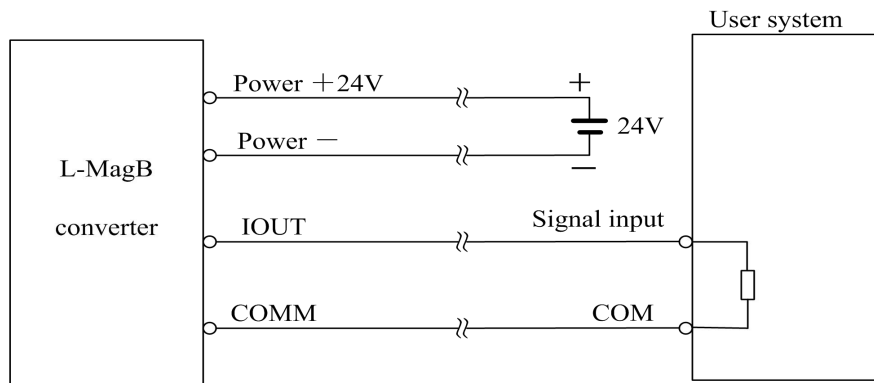 User system
Power +24V
+
24V
Power －
—
L-MagB
converter
IOUT
Signal input
COMM
COM